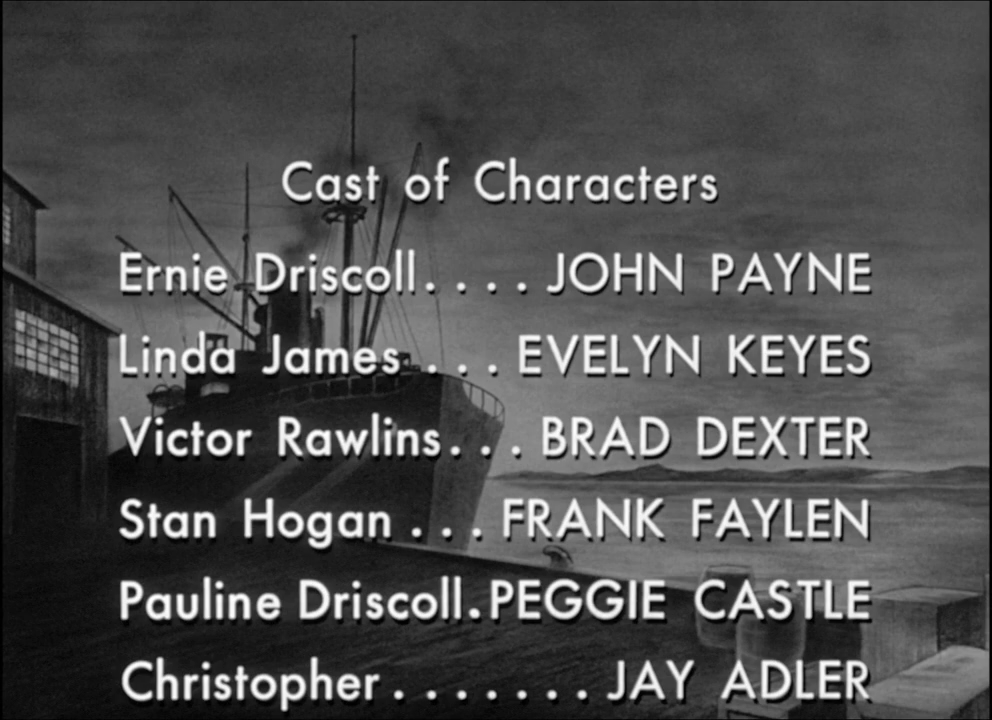 Cast of Characters
Ernie Driscoll.... JOHN PAYNE
Linda James.... EVELYN KEYES
Victor Rawlins... BRAD DEXTER
Stan Hogan ... FRANK FAYLEN
Pauline Driscoll.PEGGIE CASTLE
Christopher....... JAY ADLER